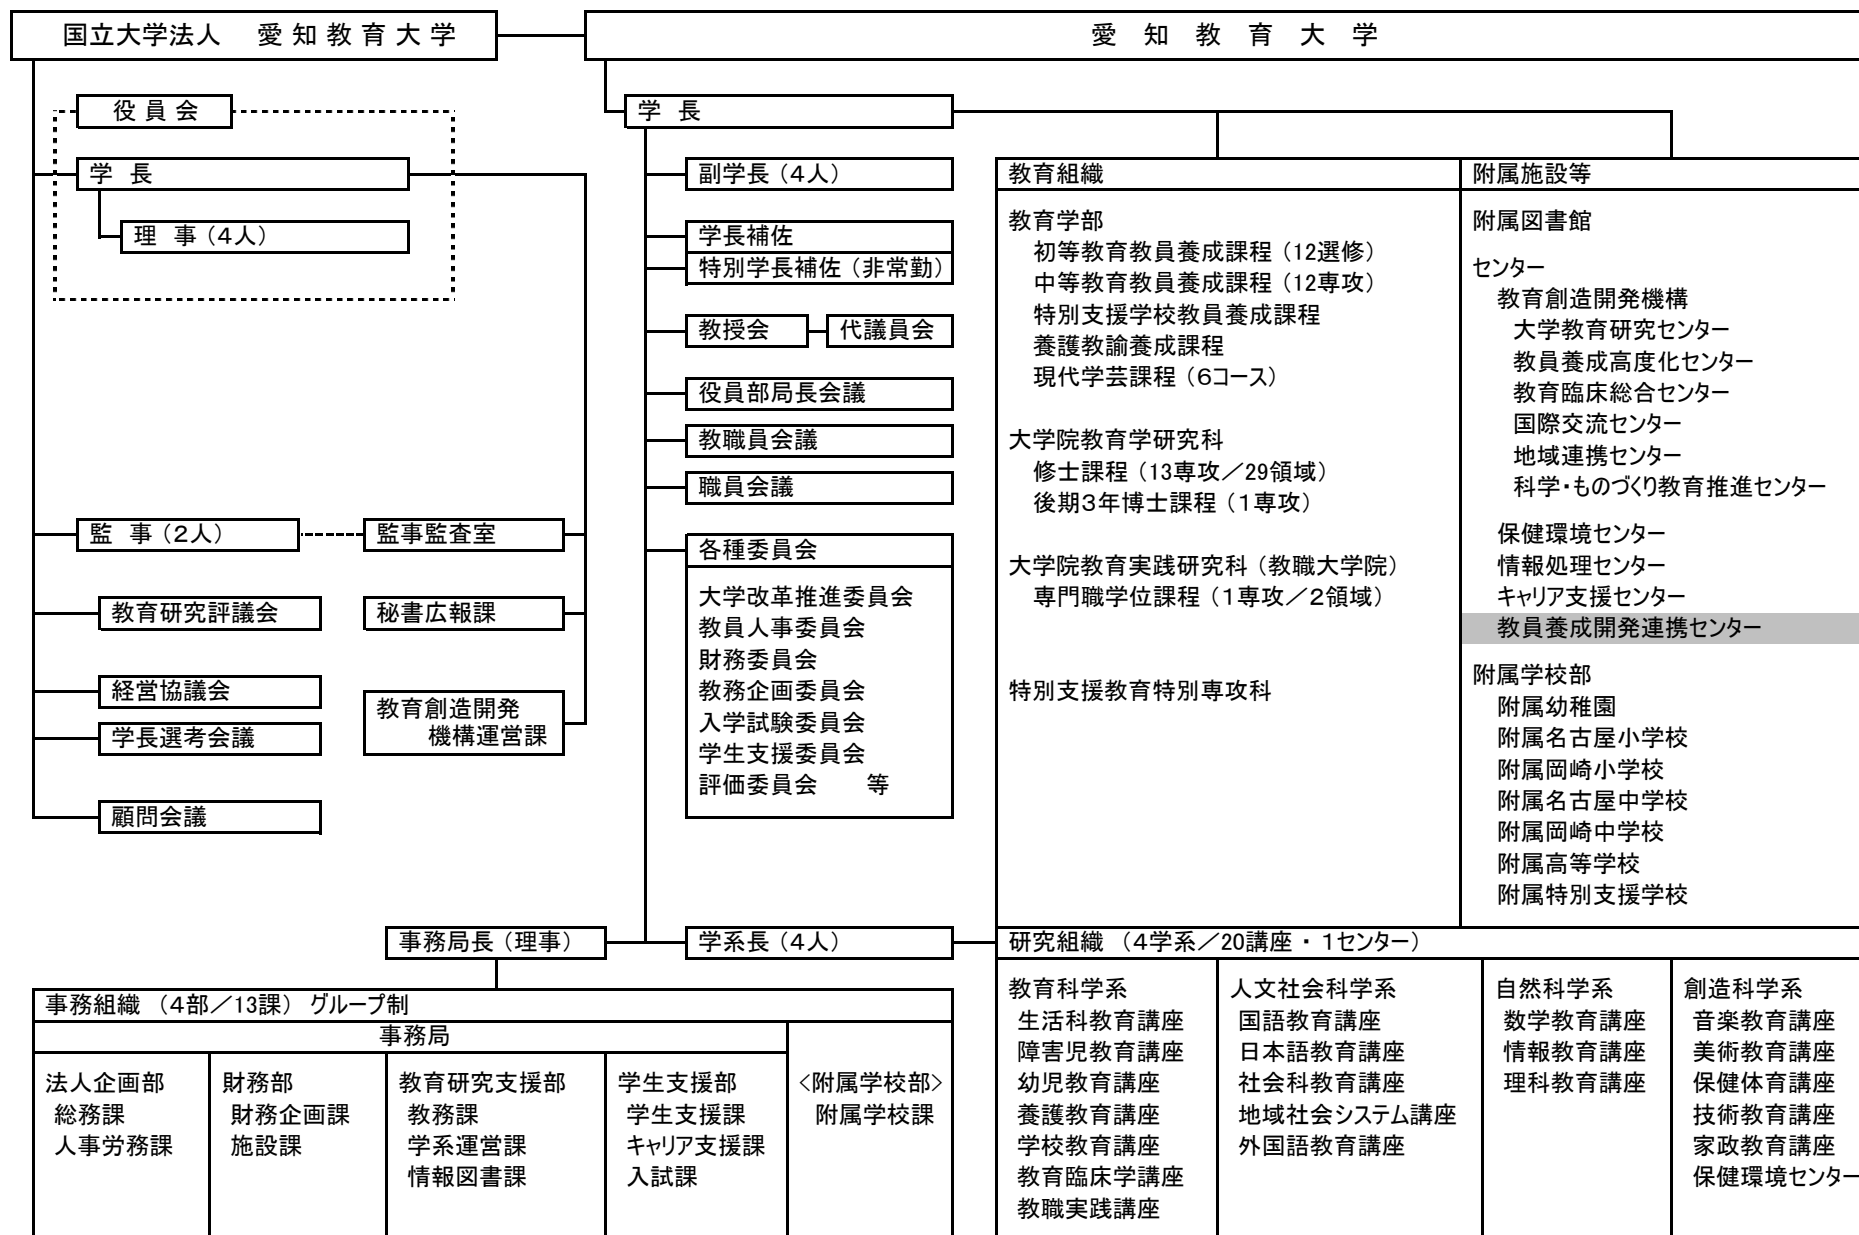 国立大学法人　愛知教育大学
愛知教育大学
役員会
学長
理事（4人）
監事（2人）
監事監査室
教育研究評議会
秘書広報課
経営協議会
教育創造開発
機構運営課
学長選考会議
顧問会議
学長
副学長（4人）
学長補佐
特別学長補佐（非常勤）
教授会
代議員会
役員部局長会議
教職員会議
職員会議
各種委員会
大学改革推進委員会
教員人事委員会
財務委員会
教務企画委員会
入学試験委員会
学生支援委員会
評価委員会　等
教育組織
教育学部
初等教育教員養成課程（12選修）
中等教育教員養成課程（12専攻）
特別支援学校教員養成課程
養護教諭養成課程
現代学芸課程（6コース）
大学院教育学研究科
修士課程（13専攻／29領域）
後期3年博士課程（1専攻）
大学院教育実践研究科（教職大学院）
専門職学位課程（1専攻／2領域）
特別支援教育特別専攻科
附属施設等
附属図書館
センター
教育創造開発機構
大学教育研究センター
教員養成高度化センター
教育臨床総合センター
国際交流センター
地域連携センター
科学・ものづくり教育推進センター
保健環境センター
情報処理センター
キャリア支援センター
教員養成開発連携センター
附属学校部
附属幼稚園
附属名古屋小学校
附属岡崎小学校
附属名古屋中学校
附属岡崎中学校
附属高等学校
附属特別支援学校
事務局長（理事）
学系長（4人）
研究組織　（4学系／20講座・1センター）
事務組織　（4部／13課）　グループ制
事務局
法人企画部
総務課
人事労務課
財務部
財務企画課
施設課
教育研究支援部
教務課
学系運営課
情報図書課
学生支援部
学生支援課
キャリア支援課
入試課
<附属学校部>
附属学校課
教育科学系
生活科教育講座
障害児教育講座
幼児教育講座
養護教育講座
学校教育講座
教育臨床学講座
教職実践講座
人文社会科学系
国語教育講座
日本語教育講座
社会科教育講座
地域社会システム講座
外国語教育講座
自然科学系
数学教育講座
情報教育講座
理科教育講座
創造科学系
音楽教育講座
美術教育講座
保健体育講座
技術教育講座
家政教育講座
保健環境センター